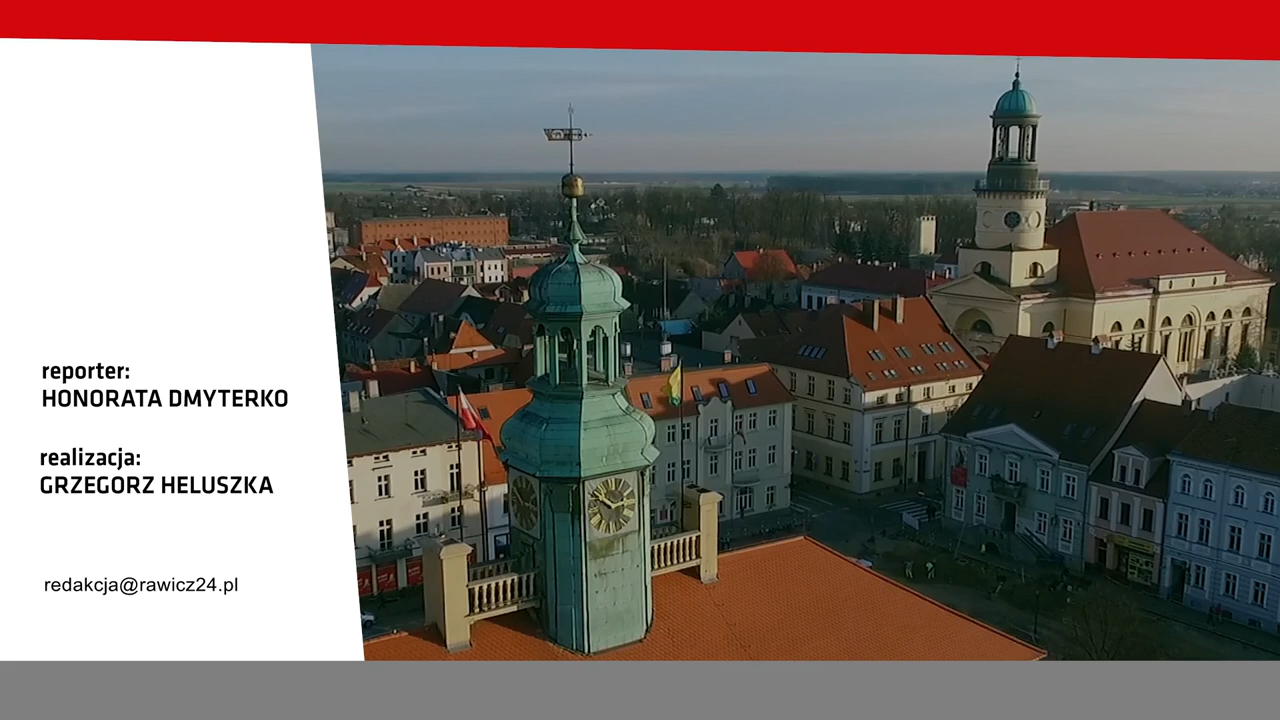 reporter:
HONORATA DMYTERKO
realizacja:
GRZEGORZ HELUSZKA
redakcja@rawicz24.pl